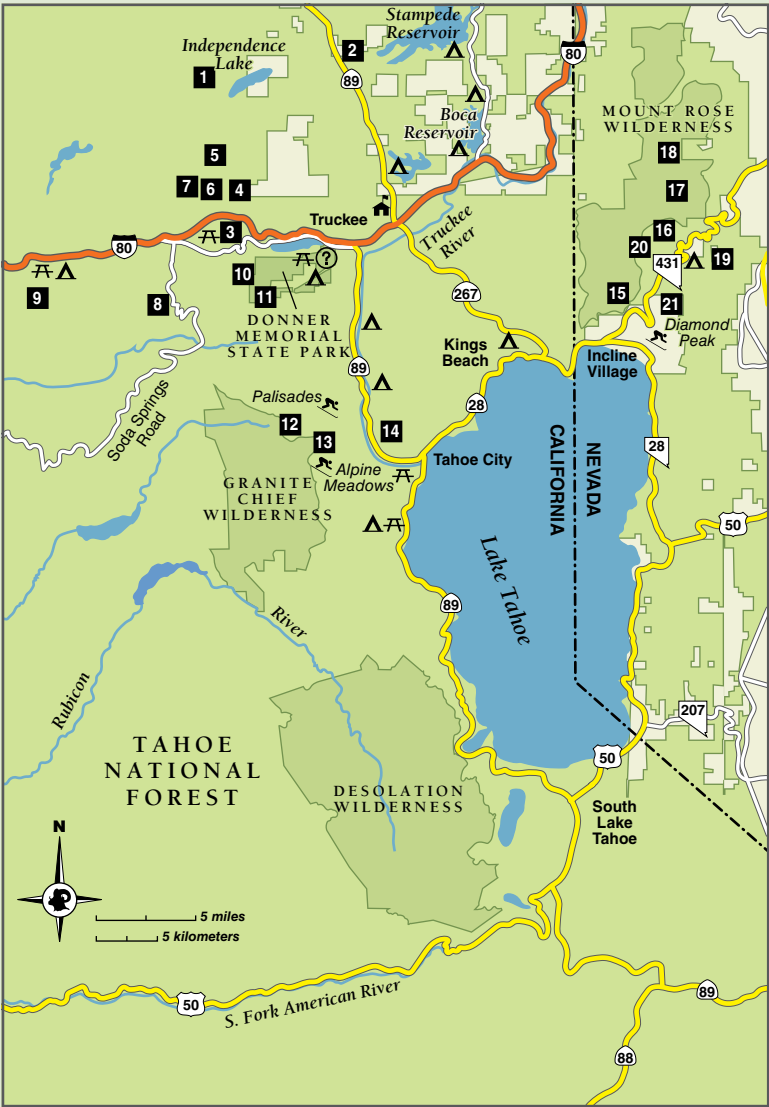 Stampede
Reservoir
Independence
Lake
1
2
89
80
Boca
Reservoir
MOUNT ROSE
WILDERNESS
18
5
7
6
4
17
Truckee
3
80
Truckee
River
16
20
19
431
?
10
11
9
8
267
15
21
DONNER
MEMORIAL
STATE PARK
Diamond
Peak
Kings
Beach
Incline
Village
89
Soda Springs
Road
Palisades
28
12
13
14
CALIFORNIA
NEVADA
28
Tahoe City
Alpine
Meadows
GRANITE
CHIEF
WILDERNESS
50
Lake Tahoe
89
River
Rubicon
207
TAHOE
NATIONAL
FOREST
50
DESOLATION
WILDERNESS
South
Lake
Tahoe
N
5 miles
5 kilometers
50
S. Fork American River
89
88